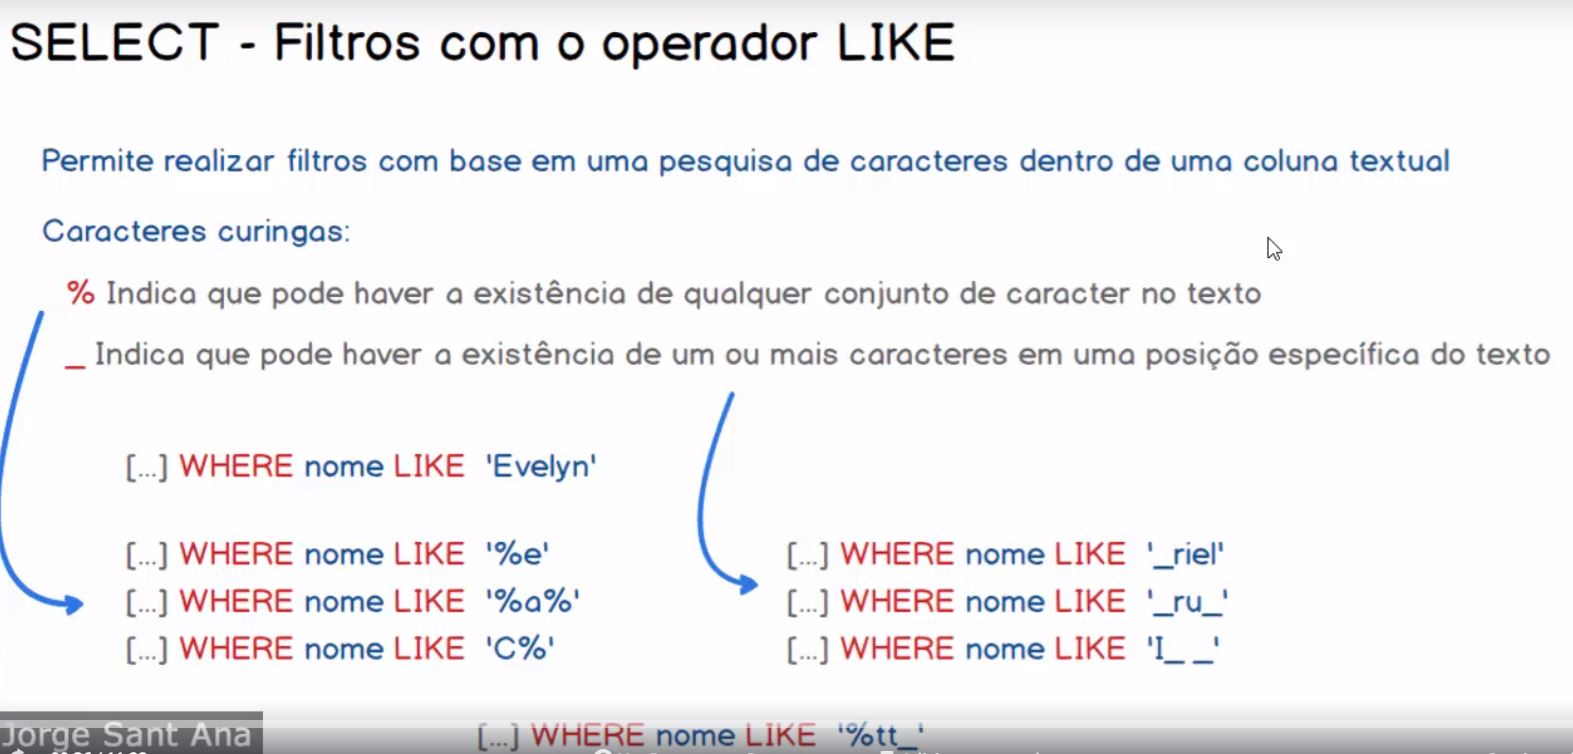 SELECT - Filtros com o operador LIKE
Permite realizar filtros com base em uma pesquisa de caracteres dentro de uma coluna textual
Caracteres curingas:
% Indica que pode haver a existência de qualquer conjunto de caracter no texto
_ Indica que pode haver a existência de um ou mais caracteres em uma posição específica do texto
[...] WHERE nome LIKE 'Evelyn'
[...] WHERE nome LIKE '%e'
[...] WHERE nome LIKE '%a%'
[...] WHERE nome LIKE 'C%'
[...] WHERE nome LIKE '_riel'
[...] WHERE nome LIKE '_ru_'
[...] WHERE nome LIKE 'I_ _'
[...] WHERE nome LIKE '%tt_'
Jorge Sant Ana